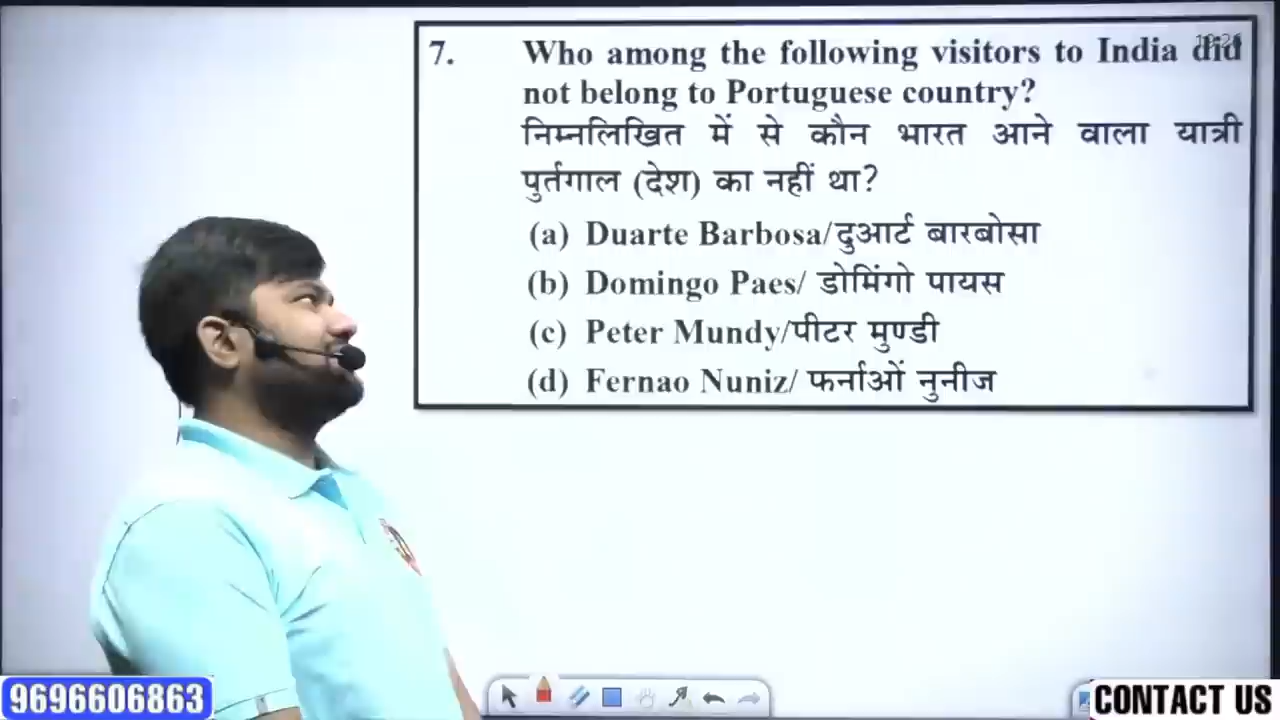 7. Who among the following visitors to India did
not belong to Portuguese country?
निम्नलिखित में से कौन भारत आने वाला यात्री
पुर्तगाल (देश) का नहीं था?
(a) Duarte Barbosa/दुआर्ट बारबोसा
(b) Domingo Paes/ डोमिंगो पायस
(c) Peter Mundy/पीटर मुण्डी
(d) Fernao Nuniz/ फर्नाओं नुनीज
9696606863
CONTACT US